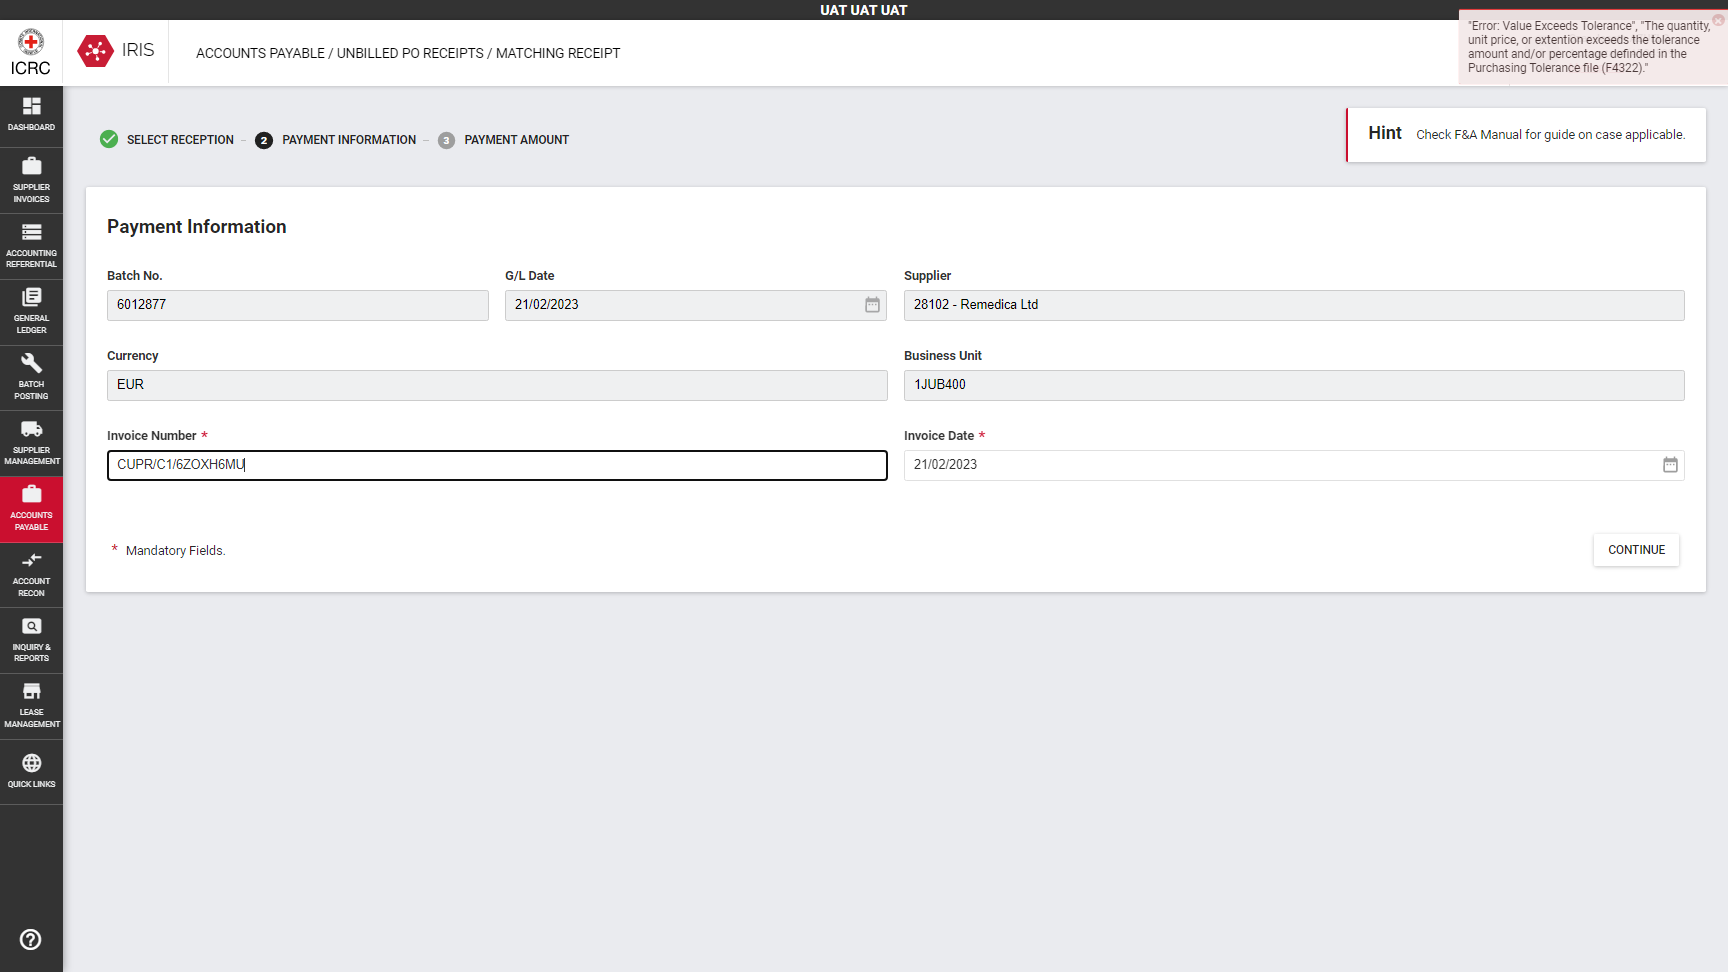 UAT UAT UAT
ICRC
IRIS
ACCOUNTS PAYABLE / UNBILLED PO RECEIPTS / MATCHING RECEIPT
"Error: Value Exceeds Tolerance", "The quantity,
unit price, or extention exceeds the tolerance
amount and/or percentage definded in the
Purchasing Tolerance file (F4322)."
DASHBOARD
SUPPLIER
INVOICES
ACCOUNTING
REFERENTIAL
GENERAL
LEDGER
BATCH
POSTING
SUPPLIER
MANAGEMENT
ACCOUNTS
PAYABLE
ACCOUNT
RECON
INQUIRY &
REPORTS
LEASE
MANAGEMENT
QUICK LINKS
SELECT RECEPTION – 2 PAYMENT INFORMATION – 3 PAYMENT AMOUNT
Hint Check F&A Manual for guide on case applicable.
Payment Information
Batch No. G/L Date Supplier
6012877 21/02/2023 28102 - Remedica Ltd
Currency Business Unit
EUR 1JUB400
Invoice Number * Invoice Date *
CUPR/C1/6ZOXH6MU 21/02/2023
* Mandatory Fields. CONTINUE